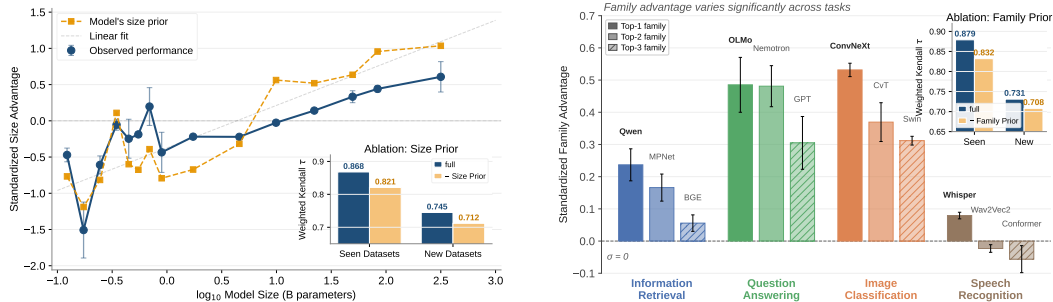 1.5
1.0
0.5
0.0
−0.5
−1.0
−1.5
−2.0
Standardized Size Advantage
Model's size prior
Linear fit
Observed performance
−1.0
−0.5
0.0
0.5
1.0
1.5
2.0
2.5
3.0
log10 Model Size (B parameters)
Ablation: Size Prior
Weighted Kendall τ
0.9
0.8
0.7
full
− Size Prior
0.868
0.821
0.745
0.712
Seen Datasets
New Datasets
Family advantage varies significantly across tasks
0.7
0.6
0.5
0.4
0.3
0.2
0.1
0.0
−0.1
Standardized Family Advantage
Top-1 family
Top-2 family
Top-3 family
Qwen
MPNet
BGE
OLMo
Nemotron
GPT
ConvNeXt
CvT
Whisper
Wav2Vec2
Conformer
σ = 0
Information
Retrieval
Question
Answering
Image
Classification
Speech
Recognition
Ablation: Family Prior
Weighted Kendall τ
0.90
0.85
0.80
0.75
0.70
0.65
0.879
0.832
0.731
0.708
full
− Family Prior
Seen
New